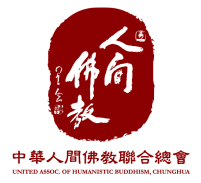 人間
佛教
中華人間佛教聯合總會
UNITED ASSOC. OF HUMANISTIC BUDDHISM, CHUNGHUA